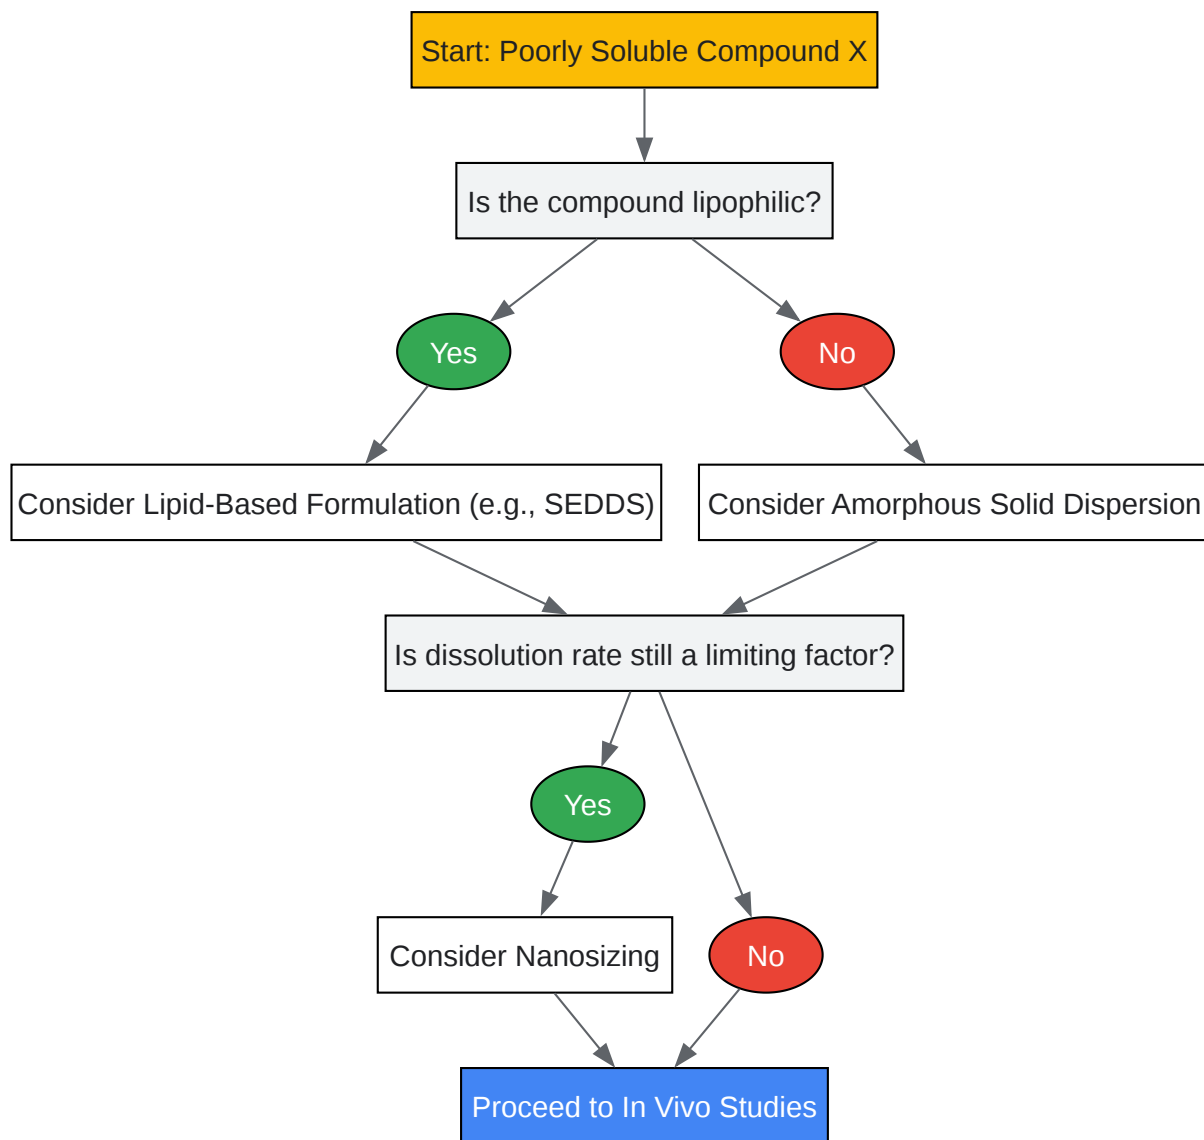 Start: Poorly Soluble Compound X
Is the compound lipophilic?
Yes
No
Consider Lipid-Based Formulation (e.g., SEDDS)
Consider Amorphous Solid Dispersion
Is dissolution rate still a limiting factor?
Yes
Consider Nanosizing
No
Proceed to In Vivo Studies